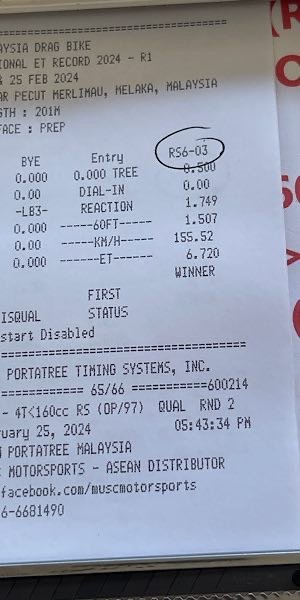 AYSIA DRAG BIKE
IONAL ET RECORD 2024 - R1
& 25 FEB 2024
AR PECUT MERLIMAU, MELAKA, MALAYSIA
GTH : 201M
FACE : PREP
BYE Entry RS6-03
0.000 0.000 TREE 0.500
0.00 DIAL-IN 0.00
-LB3- REACTION 1.749
0.000 -----60FT----- 1.507
0.00 -----KM/H----- 155.52
0.000 ------ET------ 6.720
WINNER
FIRST
ISQUAL STATUS
start Disabled
PORTATREE TIMING SYSTEMS, INC.
============ 65/66 ============600214
- 4T<160cc RS (OP/97) QUAL RND 2
ruary 25, 2024 05:43:34 PM
PORTATREE MALAYSIA
MOTORSPORTS - ASEAN DISTRIBUTOR
facebook.com/muscmotorsports
6-6681490